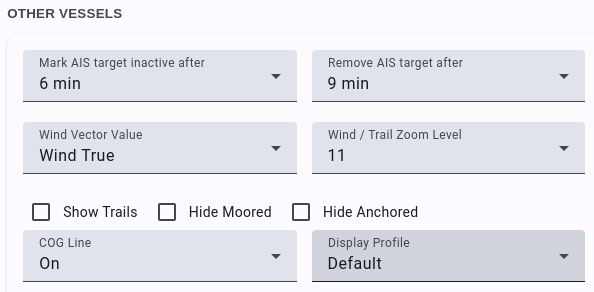 OTHER VESSELS
Mark AIS target inactive after
6 min
Remove AIS target after
9 min
Wind Vector Value
Wind True
Wind / Trail Zoom Level
11
Show Trails Hide Moored Hide Anchored
COG Line
On
Display Profile
Default